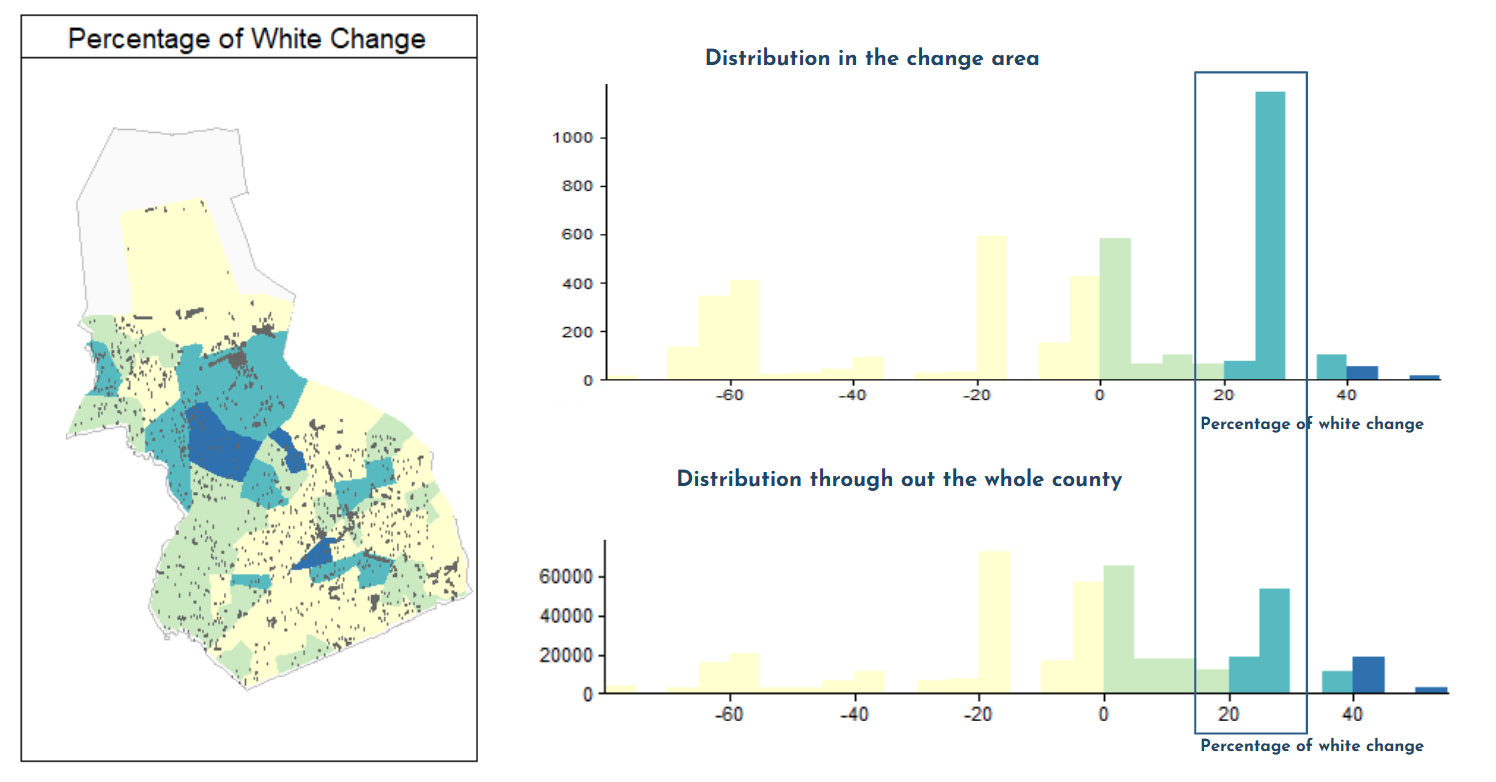 Percentage of White Change
Distribution in the change area
1000
800
600
400
200
0
-60 -40 -20 0 20 40
Percentage of white change
Distribution through out the whole county
60000
40000
20000
0
-60 -40 -20 0 20 40
Percentage of white change